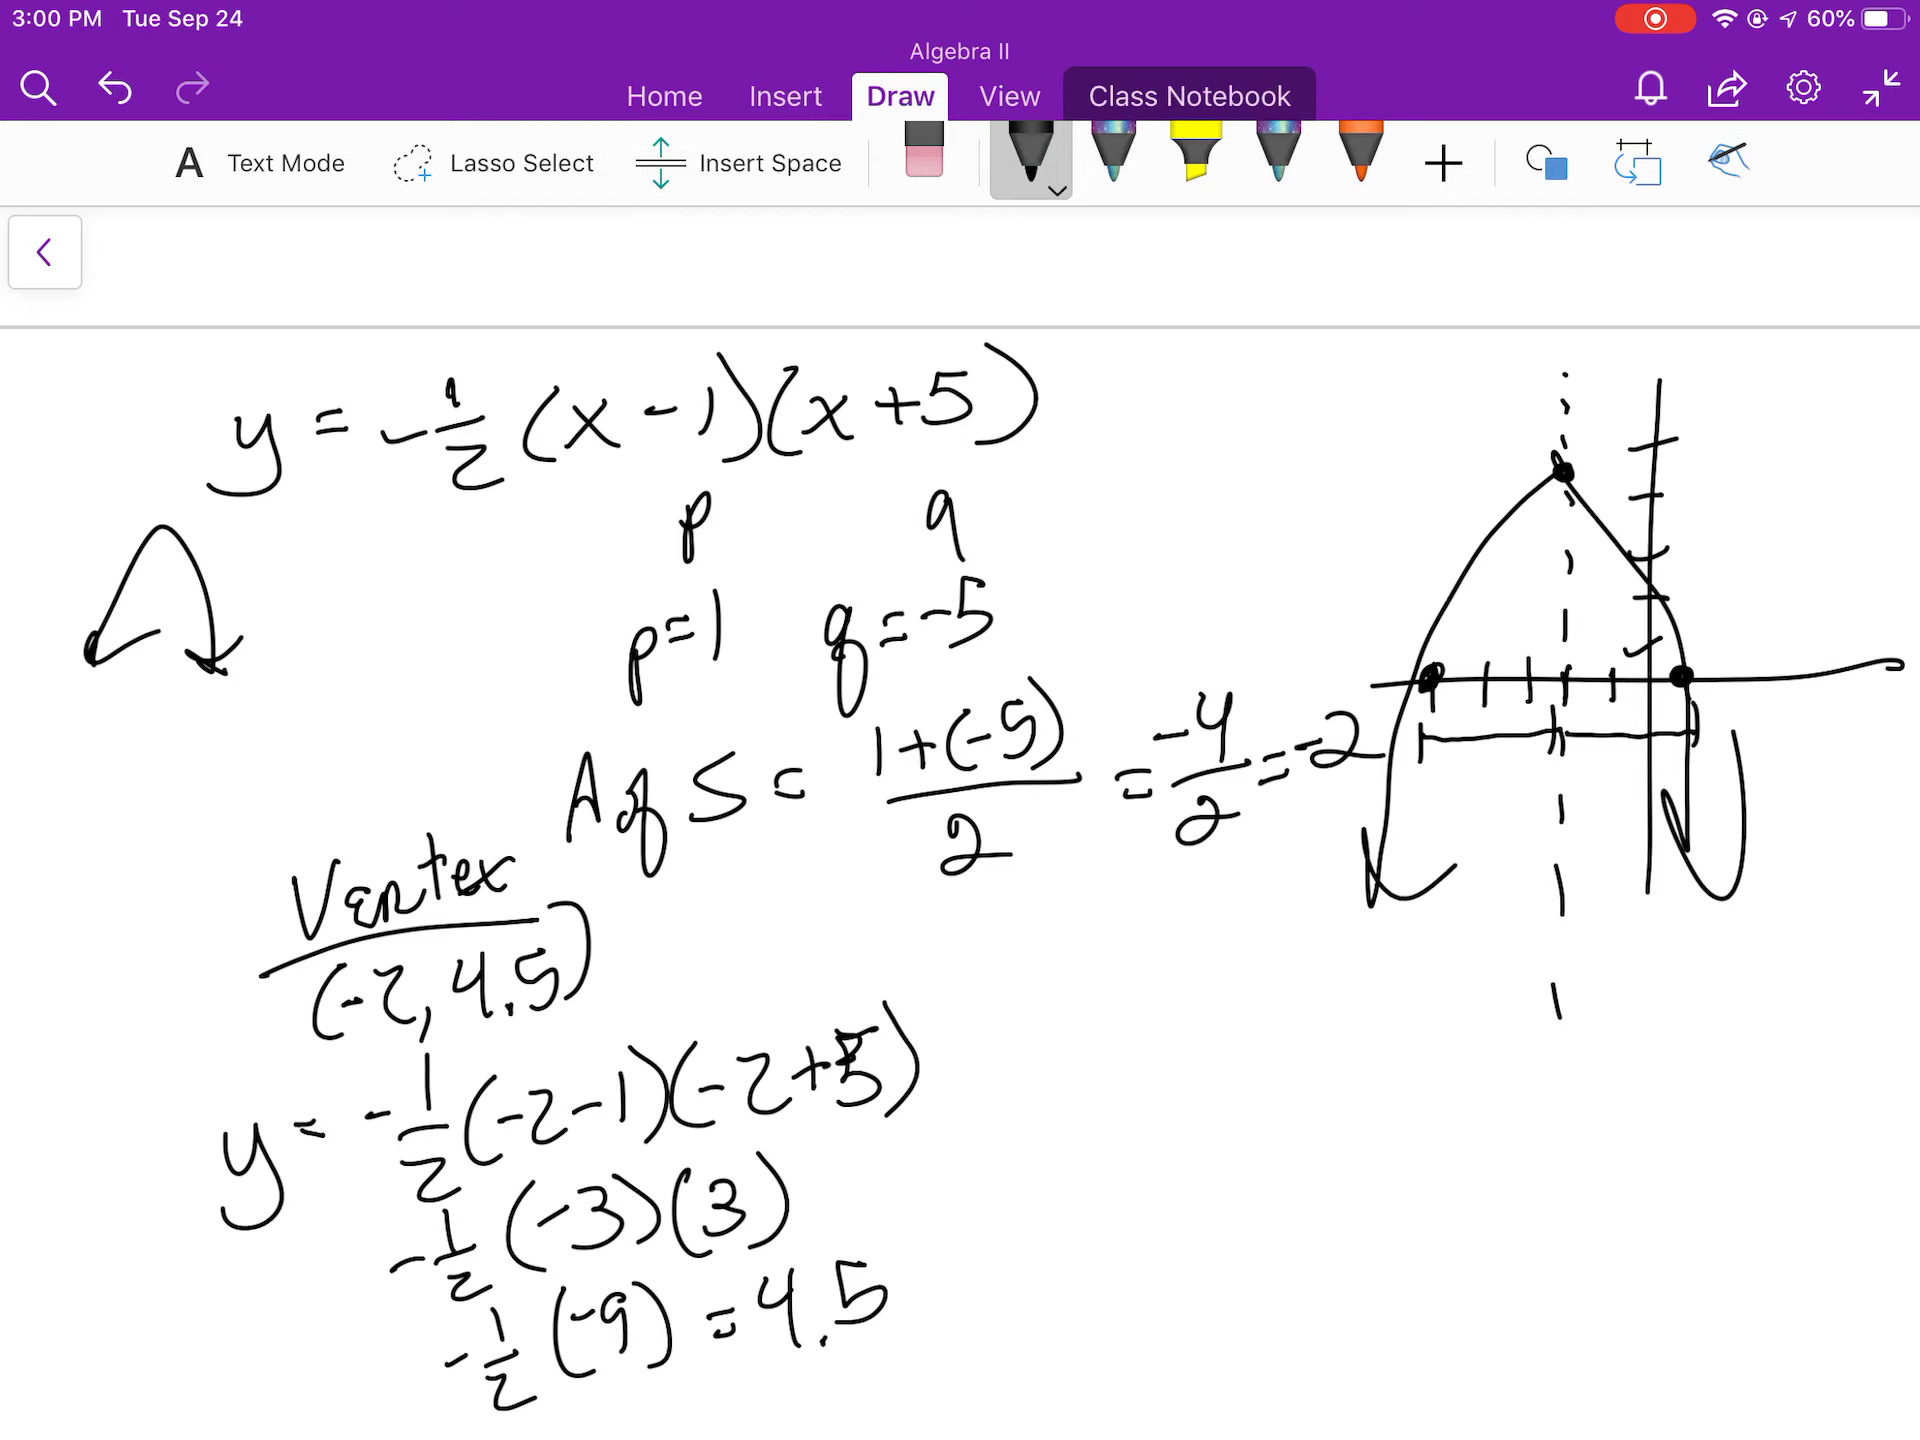 3:00 PM Tue Sep 24
60%
Algebra II
Home Insert Draw View Class Notebook
A Text Mode Lasso Select Insert Space
y = -1/2 (x - 1)(x + 5)
p q
p = 1 q = -5
A of S = 1+(-5)/2 = -4/2 = -2
Vertex
(-2, 4.5)
y = -1/2 (-2-1)(-2+5)
-1/2 (-3)(3)
-1/2 (-9) = 4.5